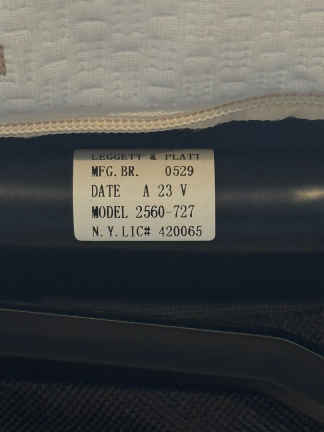 LEGGETT & PLATT
MFG.BR. 0529
DATE A 23 V
MODEL 2560-727
N.Y.LIC# 420065